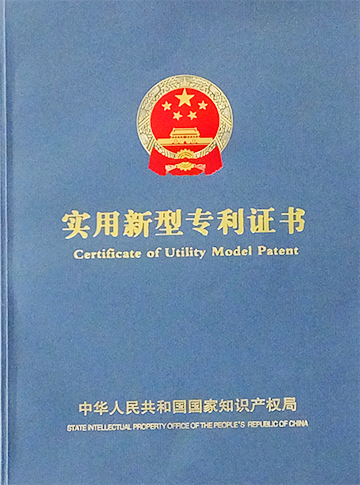 实用新型专利证书
Certificate of Utility Model Patent
中华人民共和国国家知识产权局
STATE INTELLECTUAL PROPERTY OFFICE OF THE PEOPLE'S REPUBLIC OF CHINA